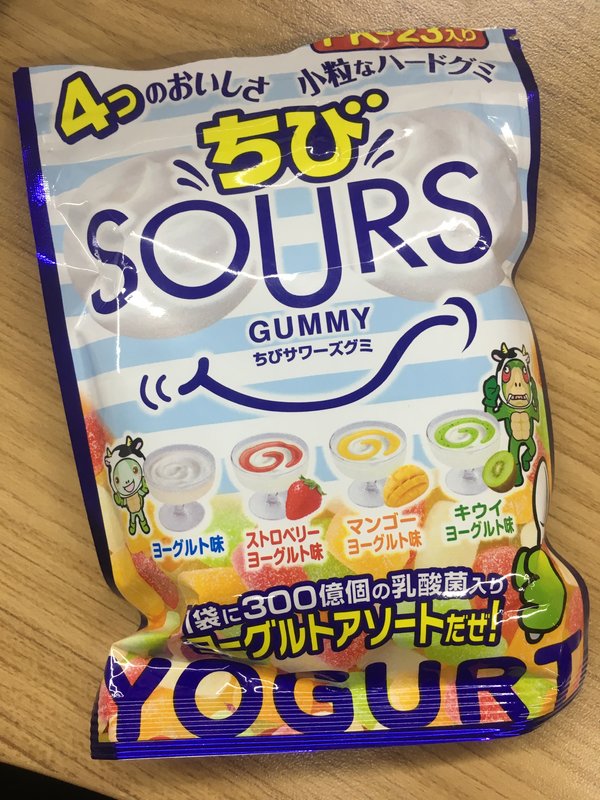 23入り
4つのおいしさ 小粒なハードグミ
ちび
SOURS
GUMMY
ちびサワーズグミ
ヨーグルト味
ストロベリー
ヨーグルト味
マンゴー
ヨーグルト味
キウイ
ヨーグルト味
1袋に300億個の乳酸菌入り
ヨーグルトアソートだぜ!
YOGURT